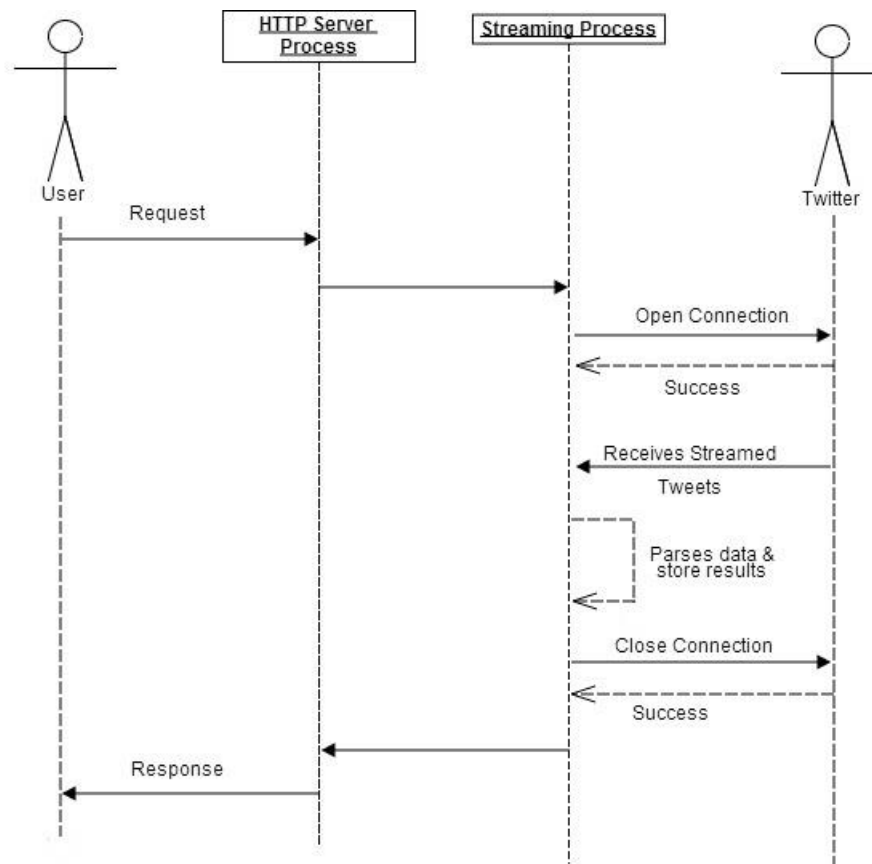 HTTP Server
Process
Streaming Process
User
Twitter
Request
Open Connection
Success
Receives Streamed
Tweets
Parses data &
store results
Close Connection
Success
Response